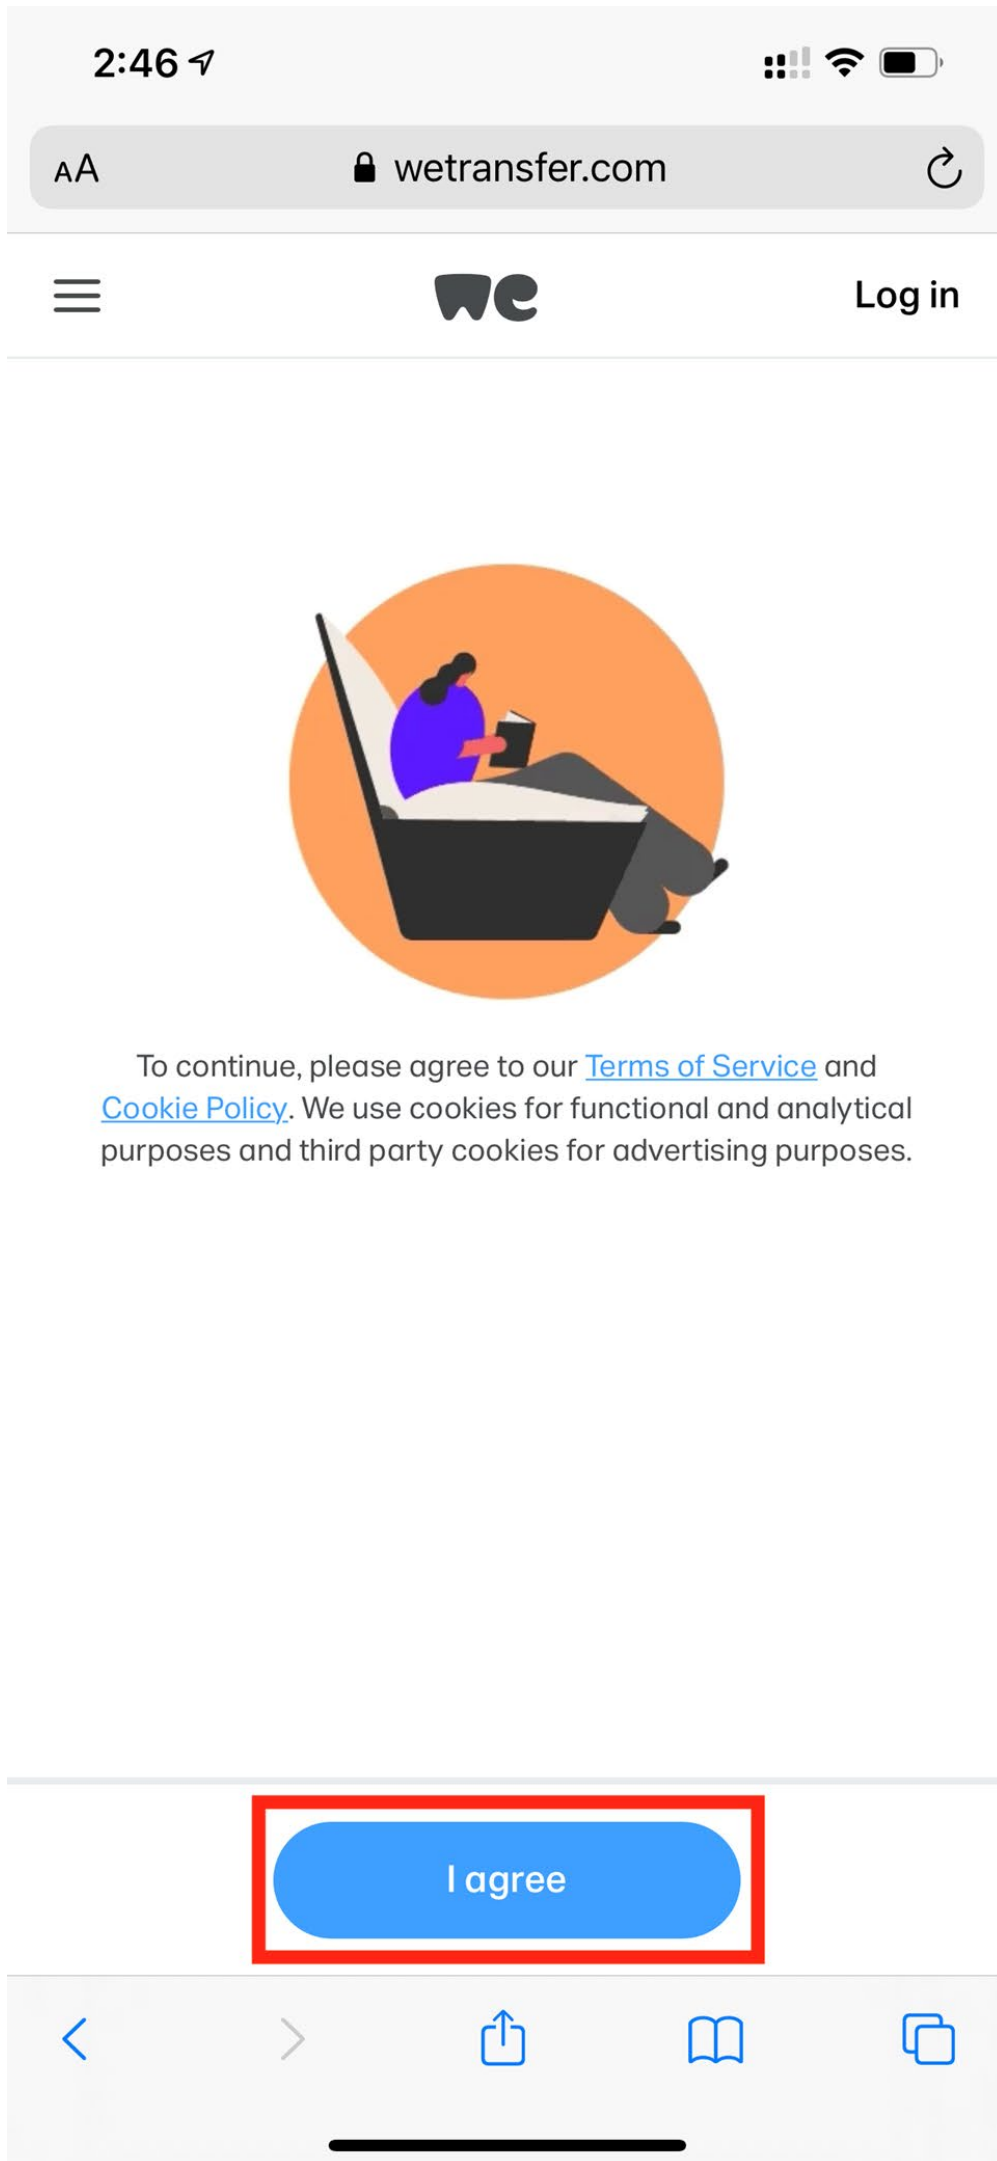 2:46
AA wetransfer.com
we Log in
To continue, please agree to our Terms of Service and
Cookie Policy. We use cookies for functional and analytical
purposes and third party cookies for advertising purposes.
I agree